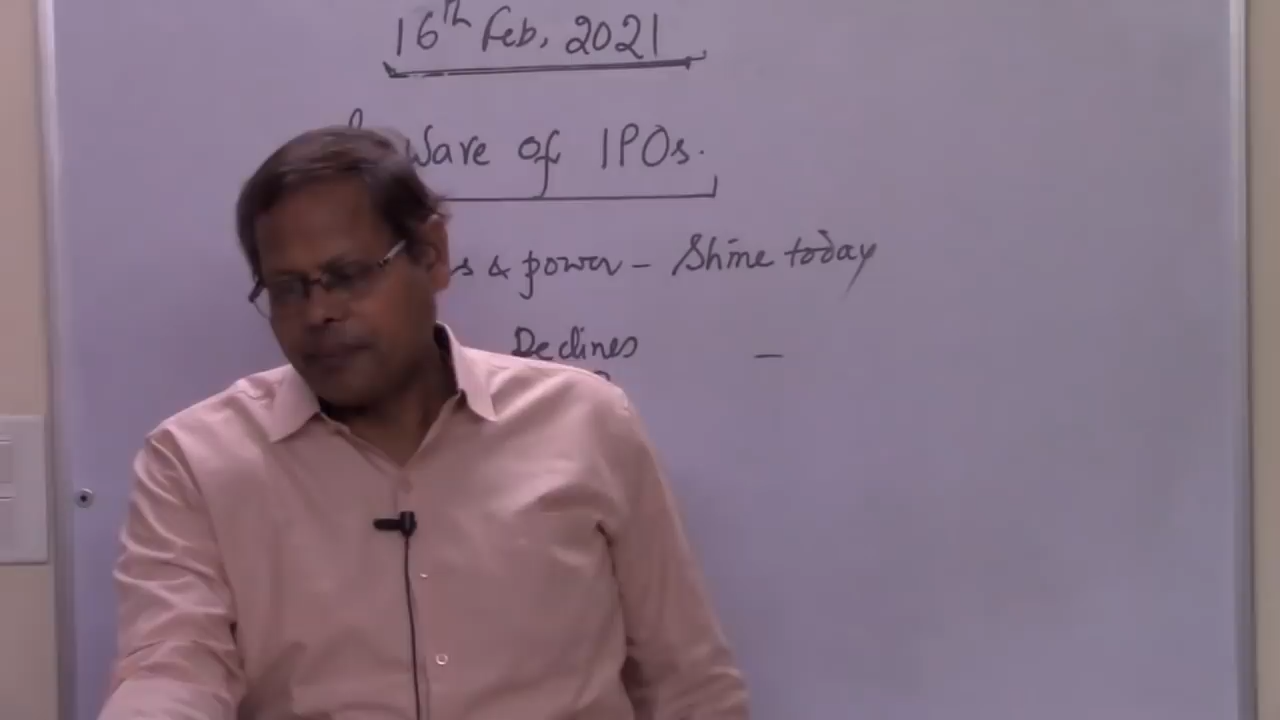 16th Feb, 2021
ware of IPOs.
s & power - Shine today
Declines -